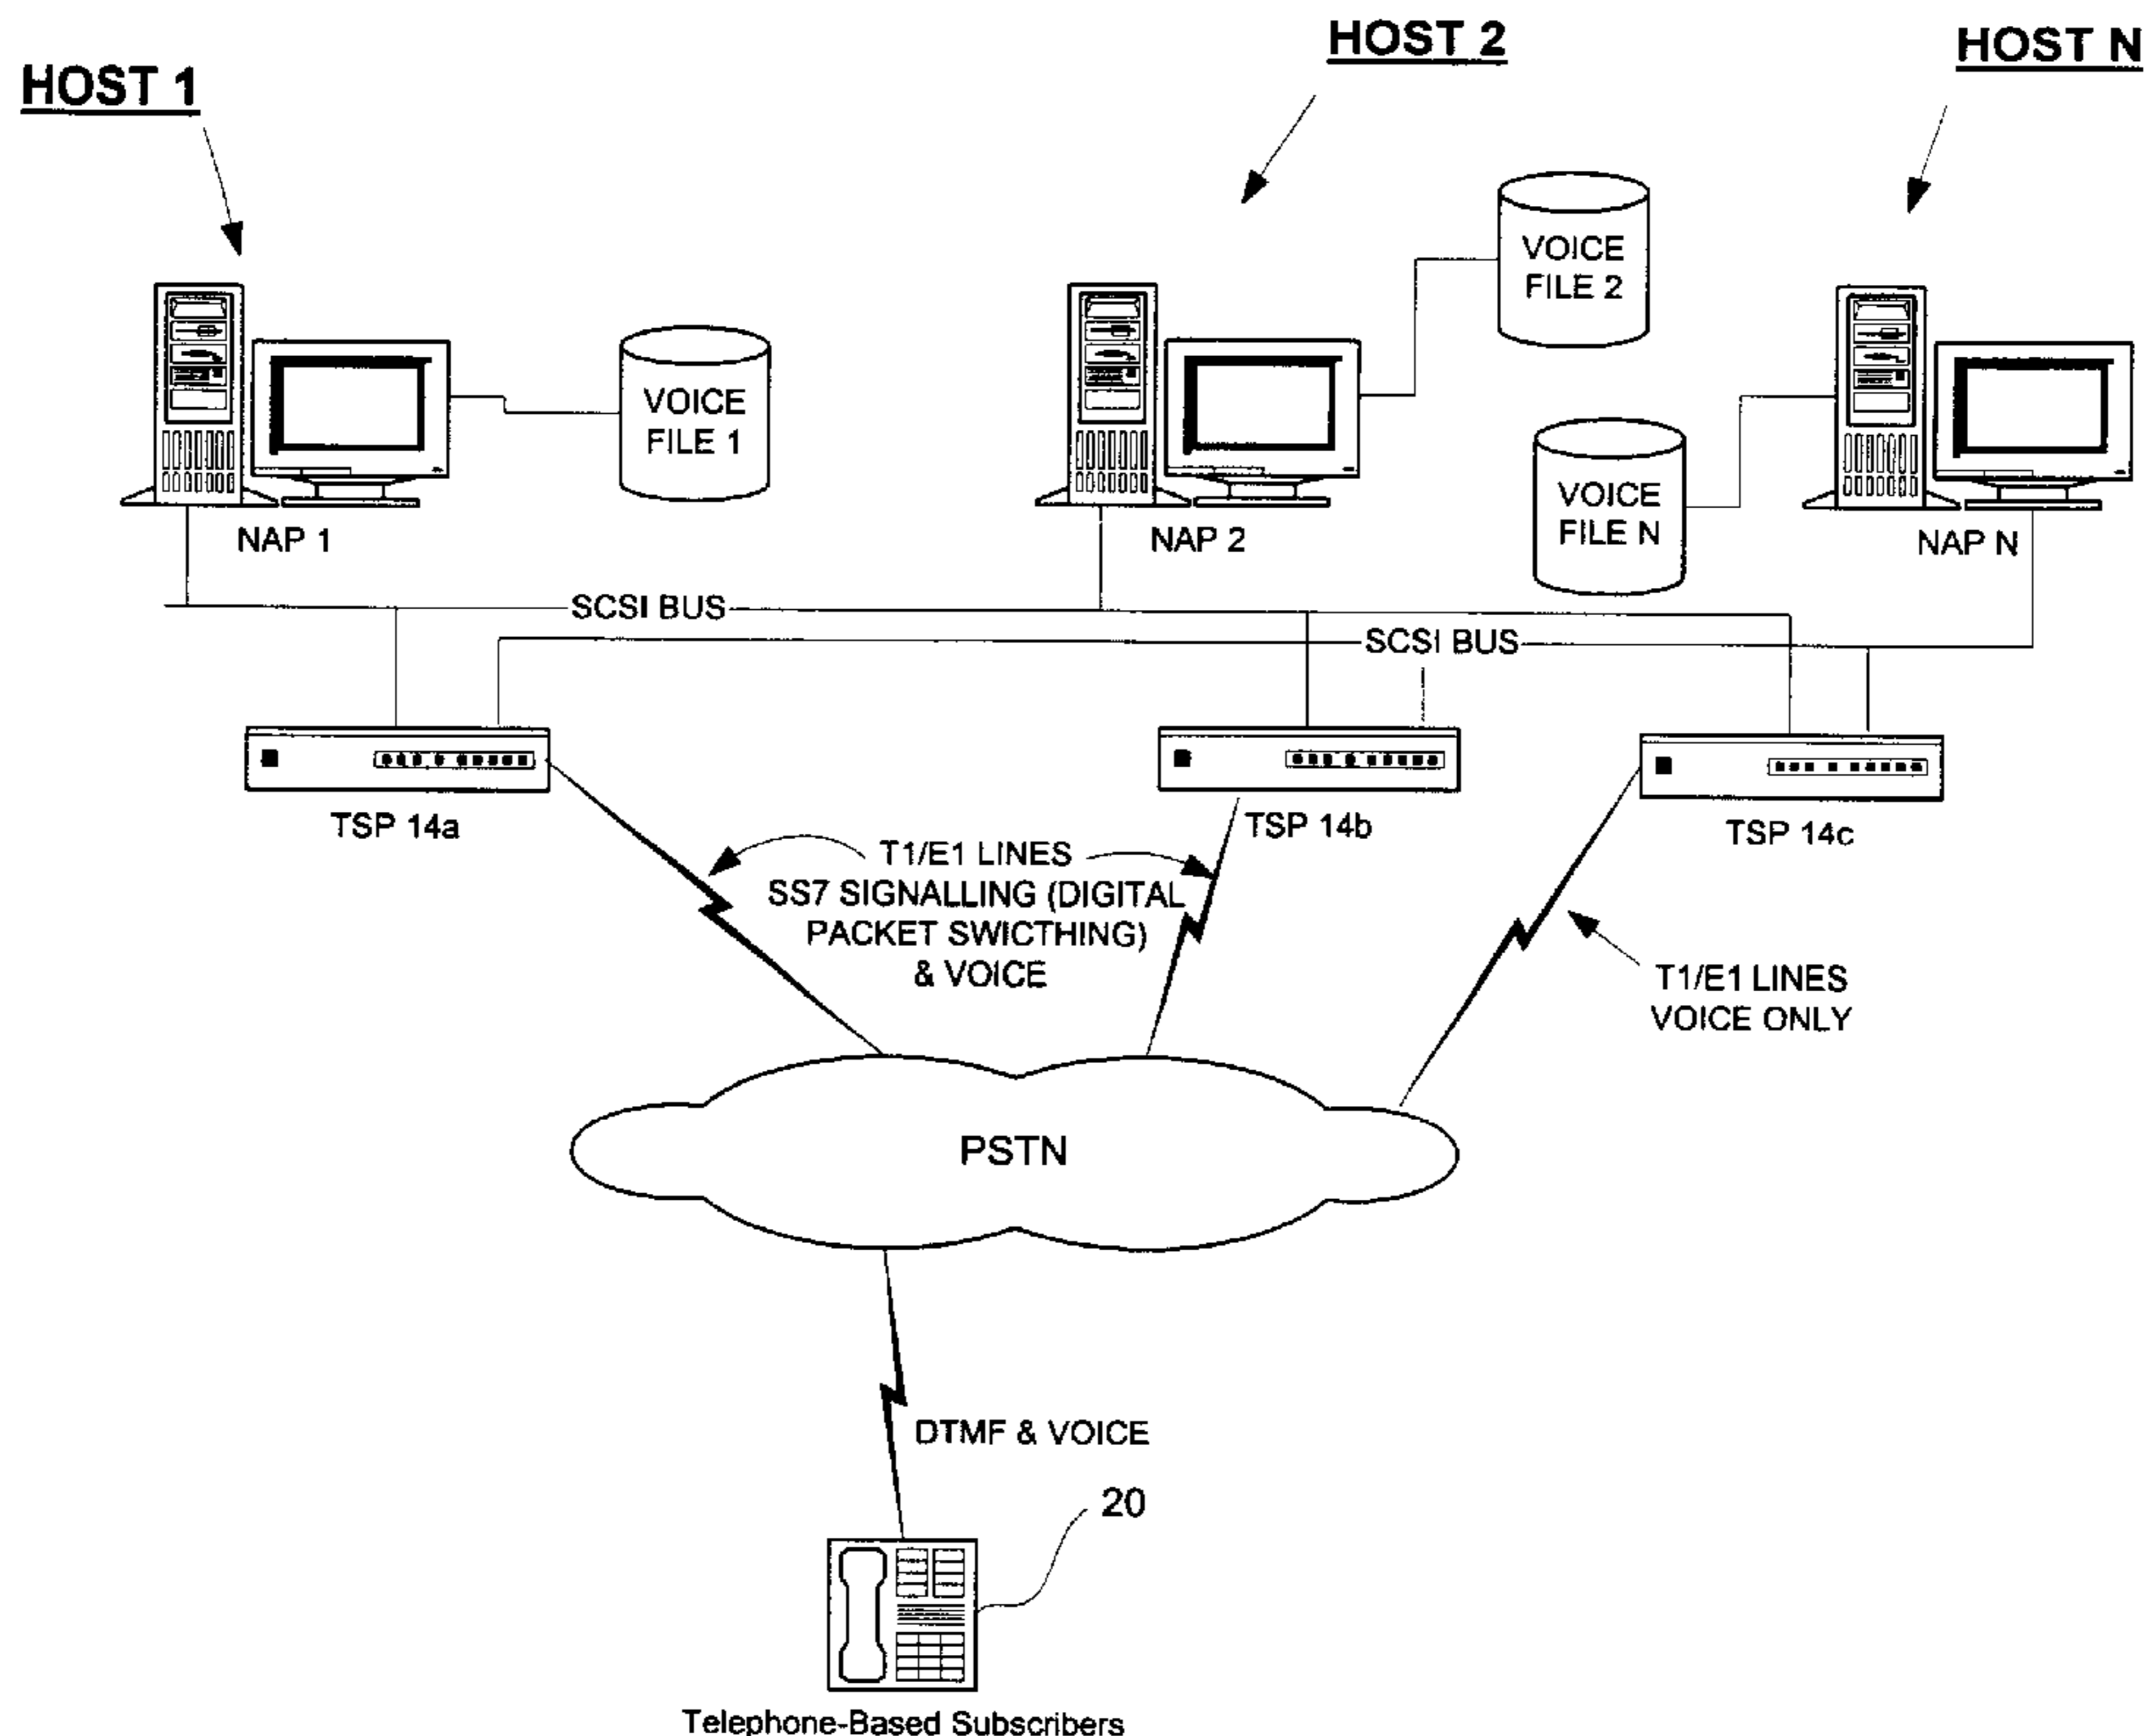 HOST 1
HOST 2
HOST N
VOICE
FILE 1
VOICE
FILE 2
VOICE
FILE N
NAP 1
NAP 2
NAP N
SCSI BUS
SCSI BUS
TSP 14a
TSP 14b
TSP 14c
T1/E1 LINES
SS7 SIGNALLING (DIGITAL
PACKET SWICTHING)
& VOICE
T1/E1 LINES
VOICE ONLY
PSTN
DTMF & VOICE
20
Telephone-Based Subscribers